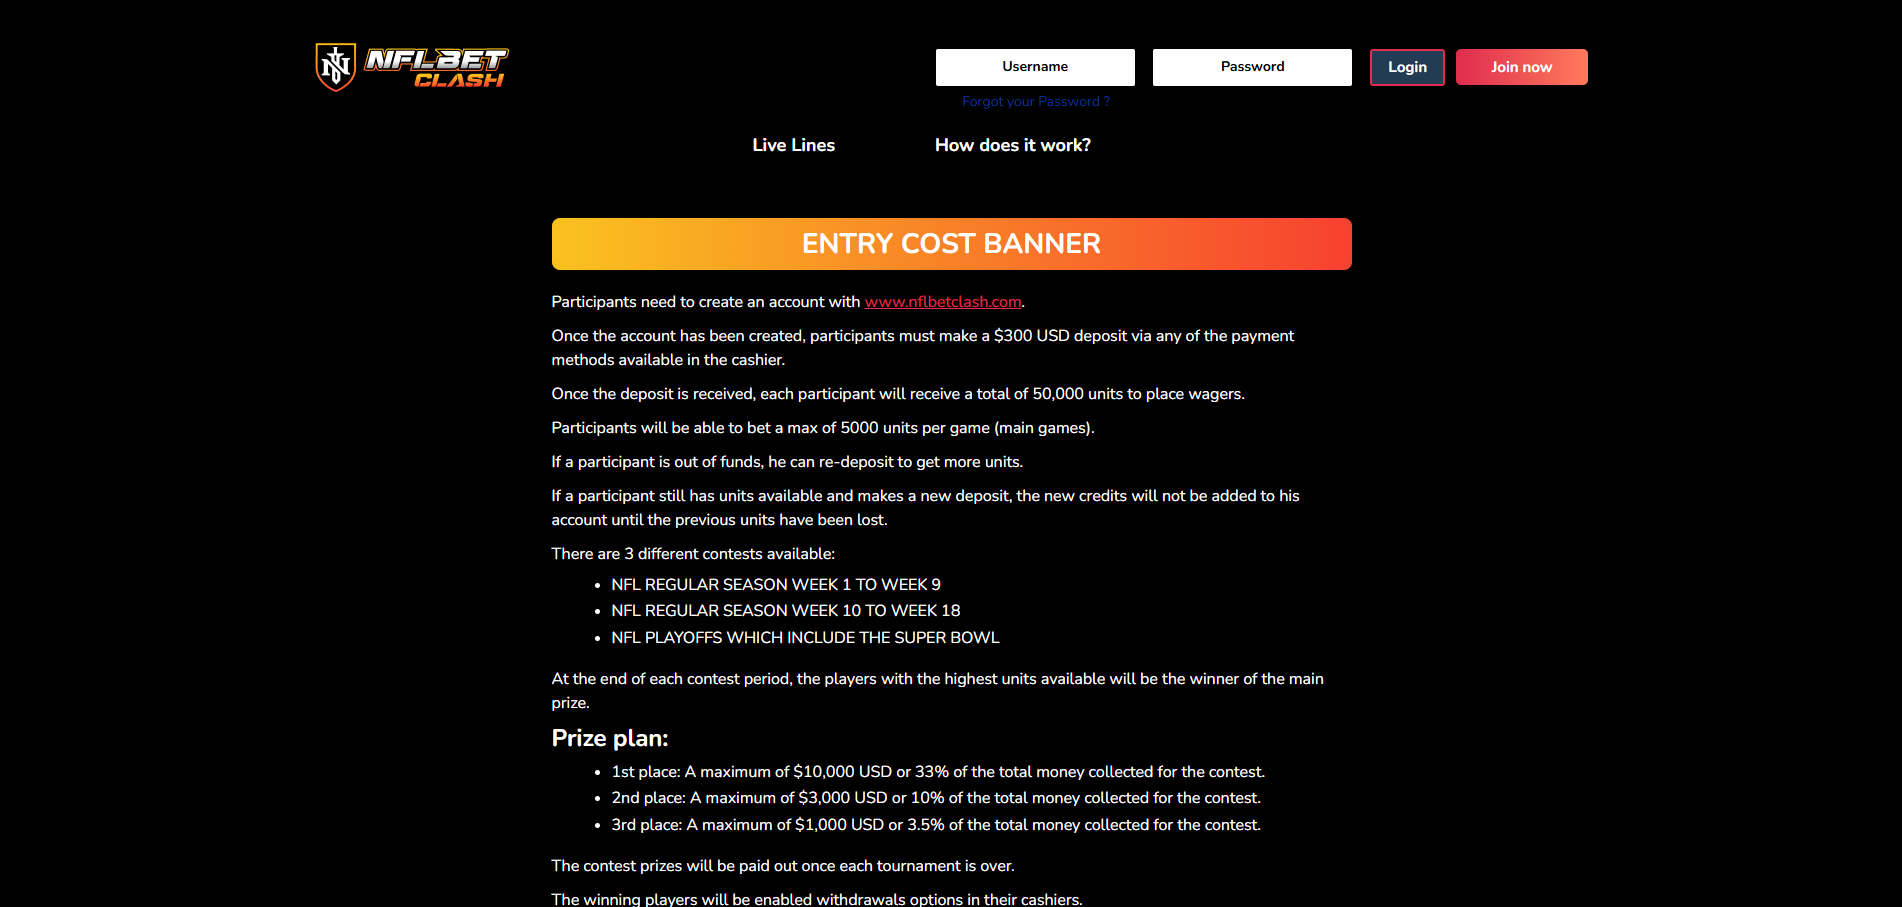 NFLBET
CLASH
Username
Password
Login
Join now
Forgot your Password ?
Live Lines
How does it work?
ENTRY COST BANNER
Participants need to create an account with www.nflbetclash.com.
Once the account has been created, participants must make a $300 USD deposit via any of the payment
methods available in the cashier.
Once the deposit is received, each participant will receive a total of 50,000 units to place wagers.
Participants will be able to bet a max of 5000 units per game (main games).
If a participant is out of funds, he can re-deposit to get more units.
If a participant still has units available and makes a new deposit, the new credits will not be added to his
account until the previous units have been lost.
There are 3 different contests available:
• NFL REGULAR SEASON WEEK 1 TO WEEK 9
• NFL REGULAR SEASON WEEK 10 TO WEEK 18
• NFL PLAYOFFS WHICH INCLUDE THE SUPER BOWL
At the end of each contest period, the players with the highest units available will be the winner of the main
prize.
Prize plan:
• 1st place: A maximum of $10,000 USD or 33% of the total money collected for the contest.
• 2nd place: A maximum of $3,000 USD or 10% of the total money collected for the contest.
• 3rd place: A maximum of $1,000 USD or 3.5% of the total money collected for the contest.
The contest prizes will be paid out once each tournament is over.
The winning players will be enabled withdrawals options in their cashiers.